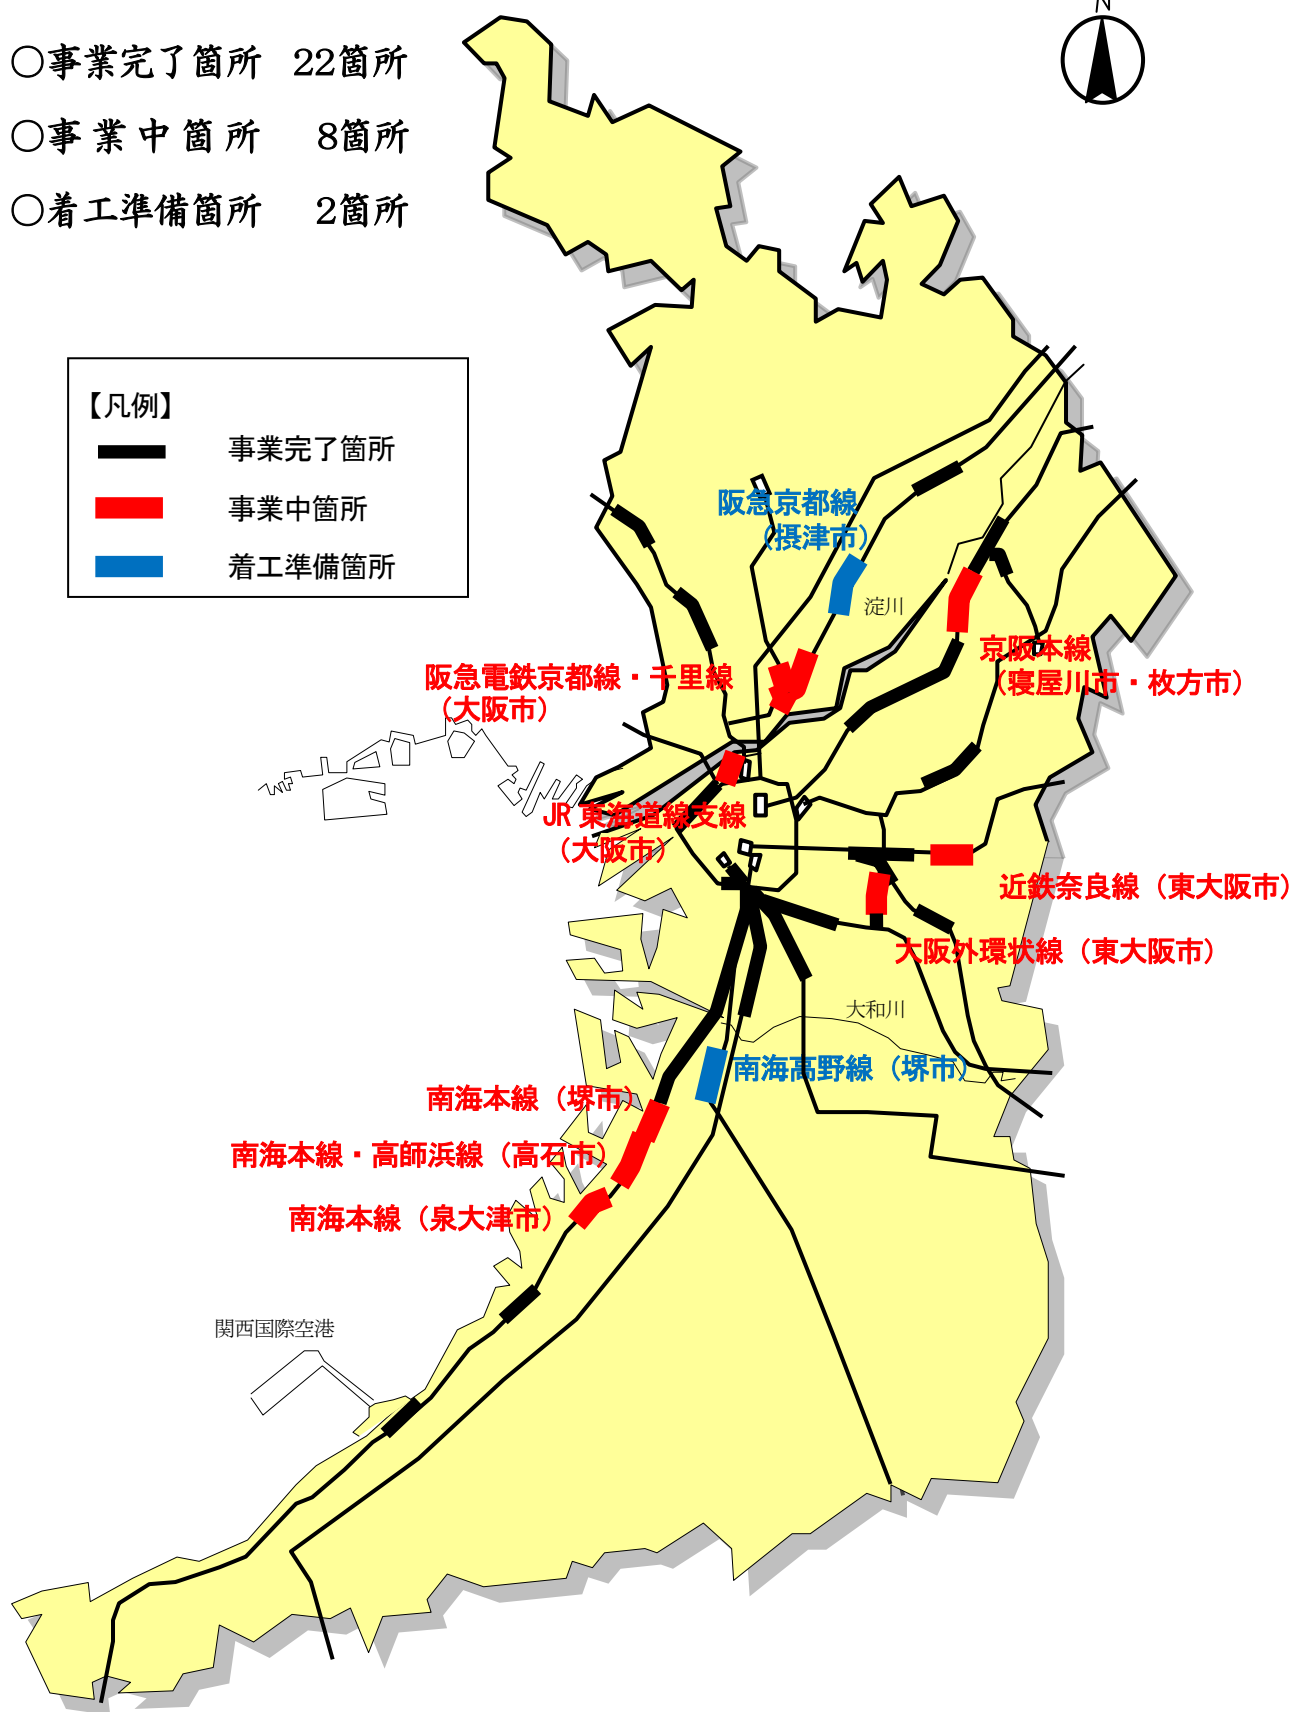 N
○事業完了箇所 22箇所
○事業中箇所 8箇所
○着工準備箇所 2箇所
【凡例】
事業完了箇所
事業中箇所
着工準備箇所
阪急京都線
（摂津市）
淀川
京阪本線
（寝屋川市・枚方市）
阪急電鉄京都線・千里線
（大阪市）
JR東海道線支線
（大阪市）
近鉄奈良線（東大阪市）
大阪外環状線（東大阪市）
大和川
南海高野線（堺市）
南海本線（堺市）
南海本線・高師浜線（高石市）
南海本線（泉大津市）
関西国際空港